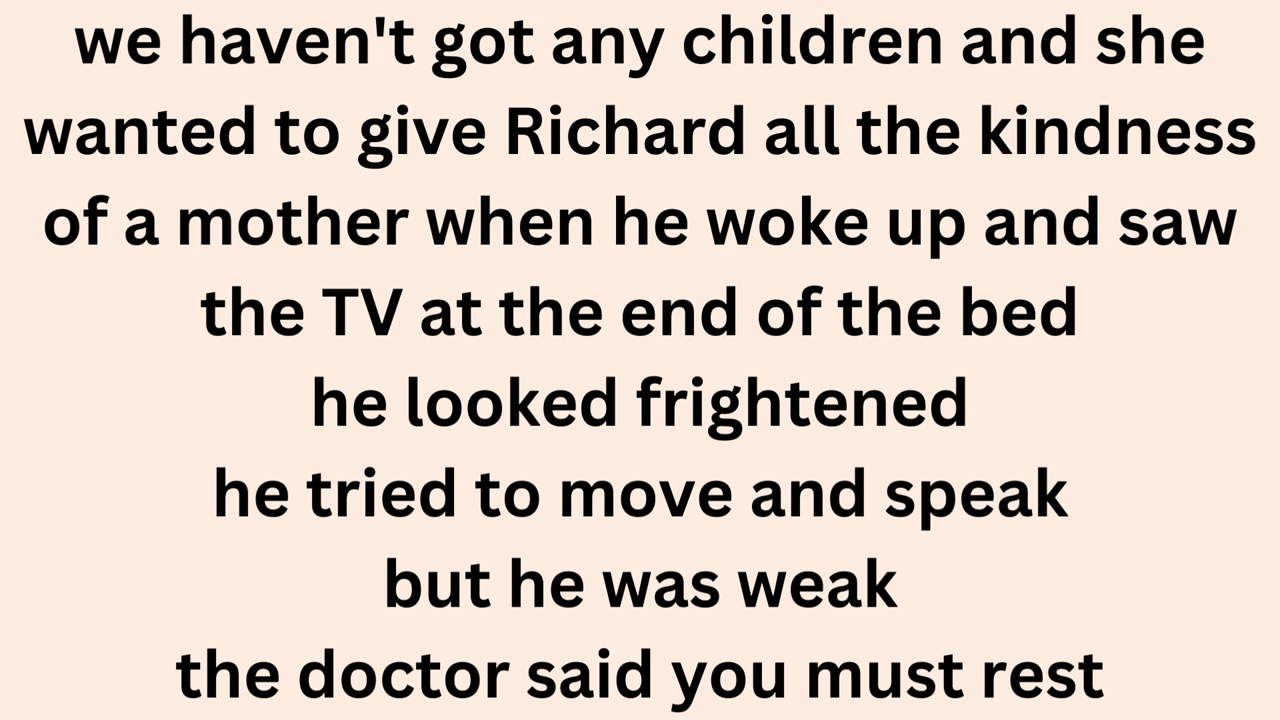 we haven't got any children and she
wanted to give Richard all the kindness
of a mother when he woke up and saw
the TV at the end of the bed
he looked frightened
he tried to move and speak
but he was weak
the doctor said you must rest